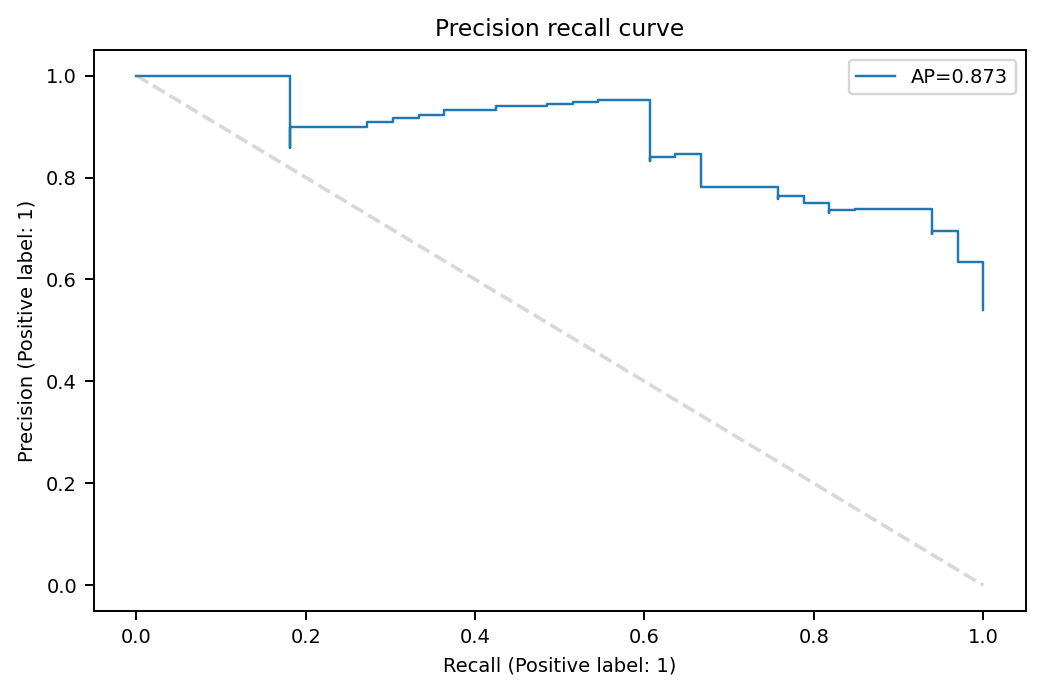 Precision recall curve
AP=0.873
Precision (Positive label: 1)
1.0
0.8
0.6
0.4
0.2
0.0
0.0 0.2 0.4 0.6 0.8 1.0
Recall (Positive label: 1)